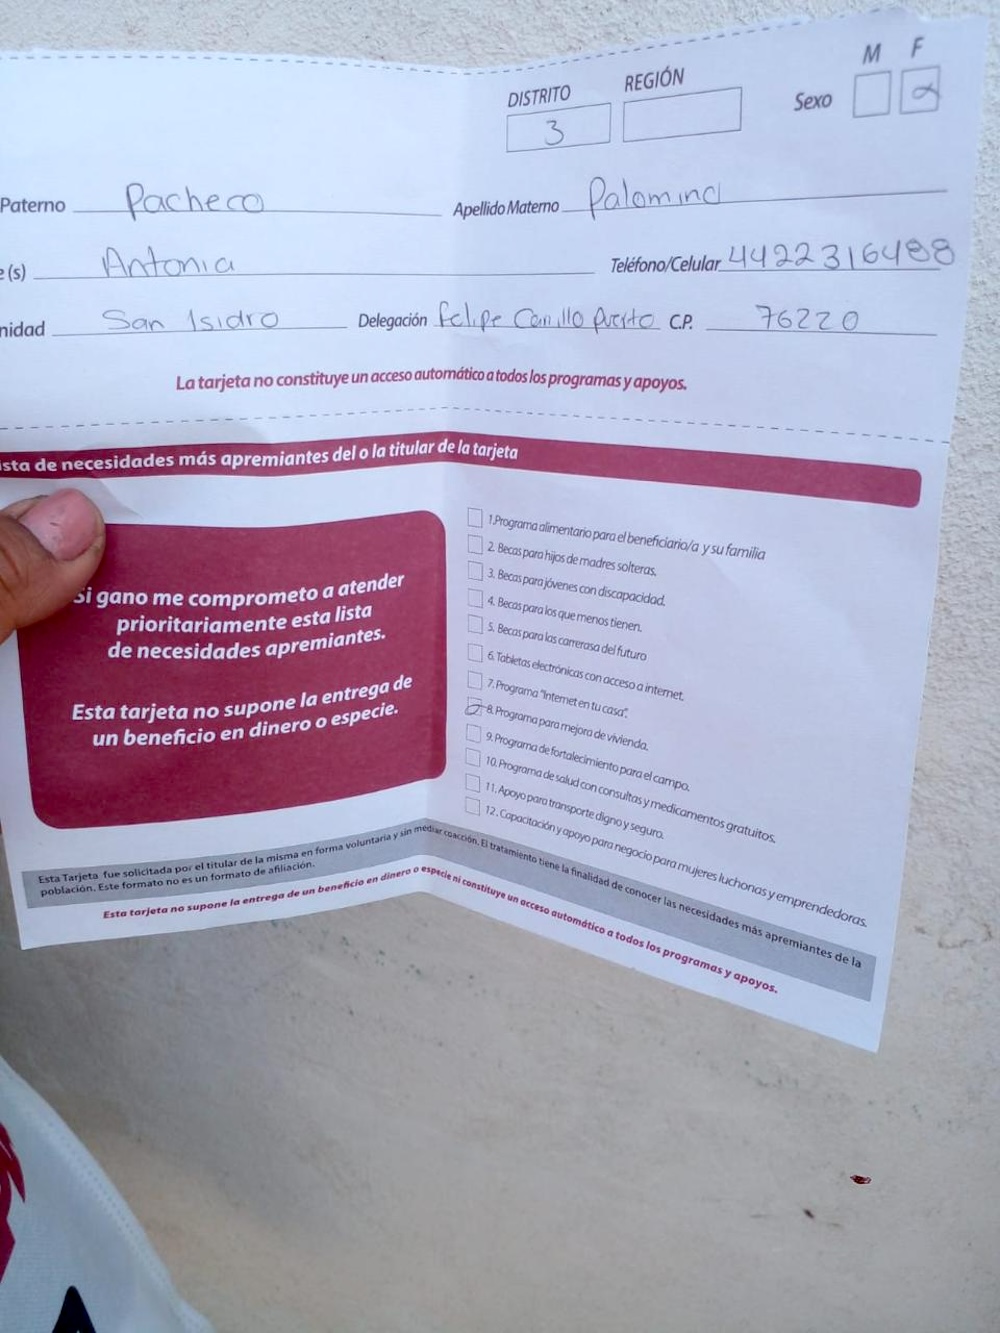 M F
DISTRITO REGIÓN Sexo
3
Paterno Pacheco Apellido Materno Palomino
e (s) Antonia Teléfono/Celular 4422316488
nidad San Isidro Delegación Felipe Carrillo Puerto C.P. 76220
La tarjeta no constituye un acceso automático a todos los programas y apoyos.
ista de necesidades más apremiantes del o la titular de la tarjeta
Si gano me comprometo a atender
prioritariamente esta lista
de necesidades apremiantes.
Esta tarjeta no supone la entrega de
un beneficio en dinero o especie.
1.Programa alimentario para el beneficiario/a y su familia
2. Becas para hijos de madres solteras.
3. Becas para jóvenes con discapacidad.
4. Becas para los que menos tienen.
5. Becas para las carrerasa del futuro
6. Tabletas electrónicas con acceso a internet.
7. Programa "Internet en tu casa".
8. Programa para mejora de vivienda.
9. Programa de fortalecimiento para el campo.
10. Programa de salud con consultas y medicamentos gratuitos.
11. Apoyo para transporte digno y seguro.
12. Capacitación y apoyo para negocio para mujeres luchonas y emprendedoras.
Esta Tarjeta fue solicitada por el titular de la misma en forma voluntaria y sin mediar coacción. El tratamiento tiene la finalidad de conocer las necesidades más apremiantes de la
población. Este formato no es un formato de afiliación.
Esta tarjeta no supone la entrega de un beneficio en dinero o especie ni constituye un acceso automático a todos los programas y apoyos.